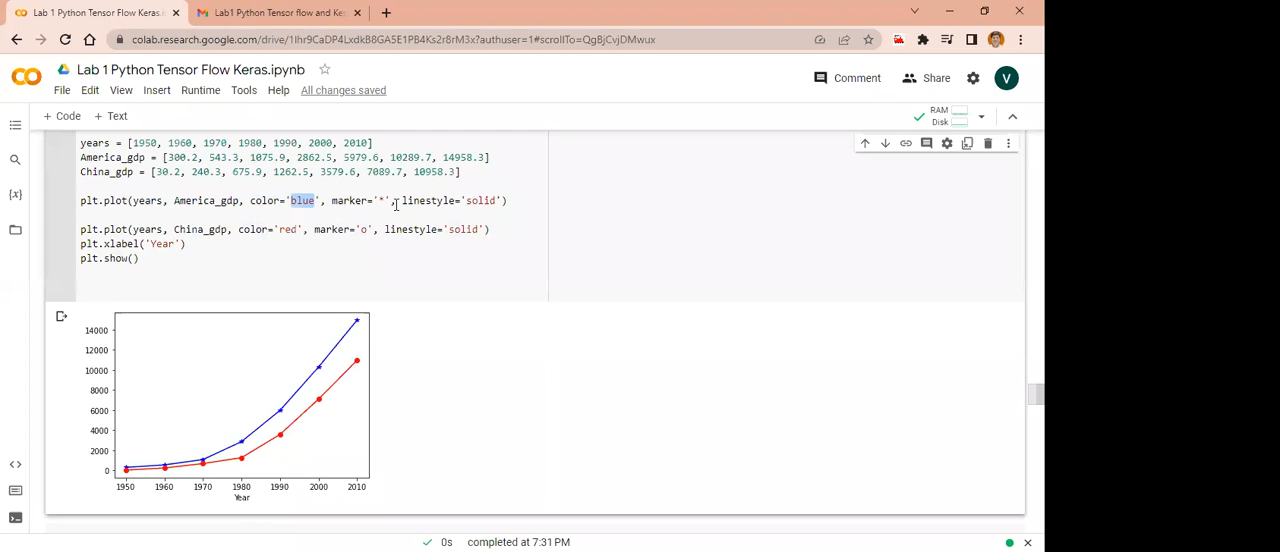 Lab 1 Python Tensor Flow Keras.i
Lab1 Python Tensor flow and Ke
colab.research.google.com/drive/1Ihr9CaDP4LxdkB8GA5E1PB4Ks2r8rM3x?authuser=1#scrollTo=QgBjCvjDMwux
Lab 1 Python Tensor Flow Keras.ipynb
Comment
Share
V
File Edit View Insert Runtime Tools Help All changes saved
+ Code + Text
RAM
Disk
years = [1950, 1960, 1970, 1980, 1990, 2000, 2010]
America_gdp = [300.2, 543.3, 1075.9, 2862.5, 5979.6, 10289.7, 14958.3]
China_gdp = [30.2, 240.3, 675.9, 1262.5, 3579.6, 7089.7, 10958.3]
plt.plot(years, America_gdp, color='blue', marker='*', linestyle='solid')
plt.plot(years, China_gdp, color='red', marker='o', linestyle='solid')
plt.xlabel('Year')
plt.show()
{x}
14000
12000
10000
8000
6000
4000
2000
0
1950 1960 1970 1980 1990 2000 2010
Year
0s completed at 7:31 PM